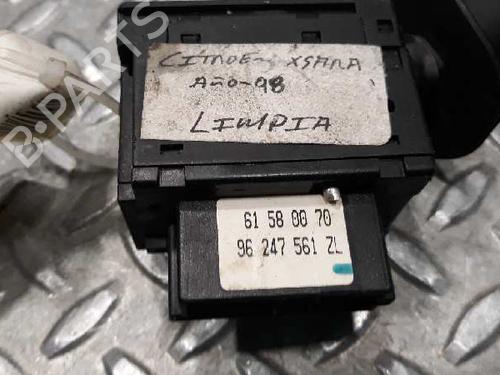 CITROEN XSARA
AÑO-98
LIMPIA
61 58 00 70
96 247 561 ZL
B-PARTS